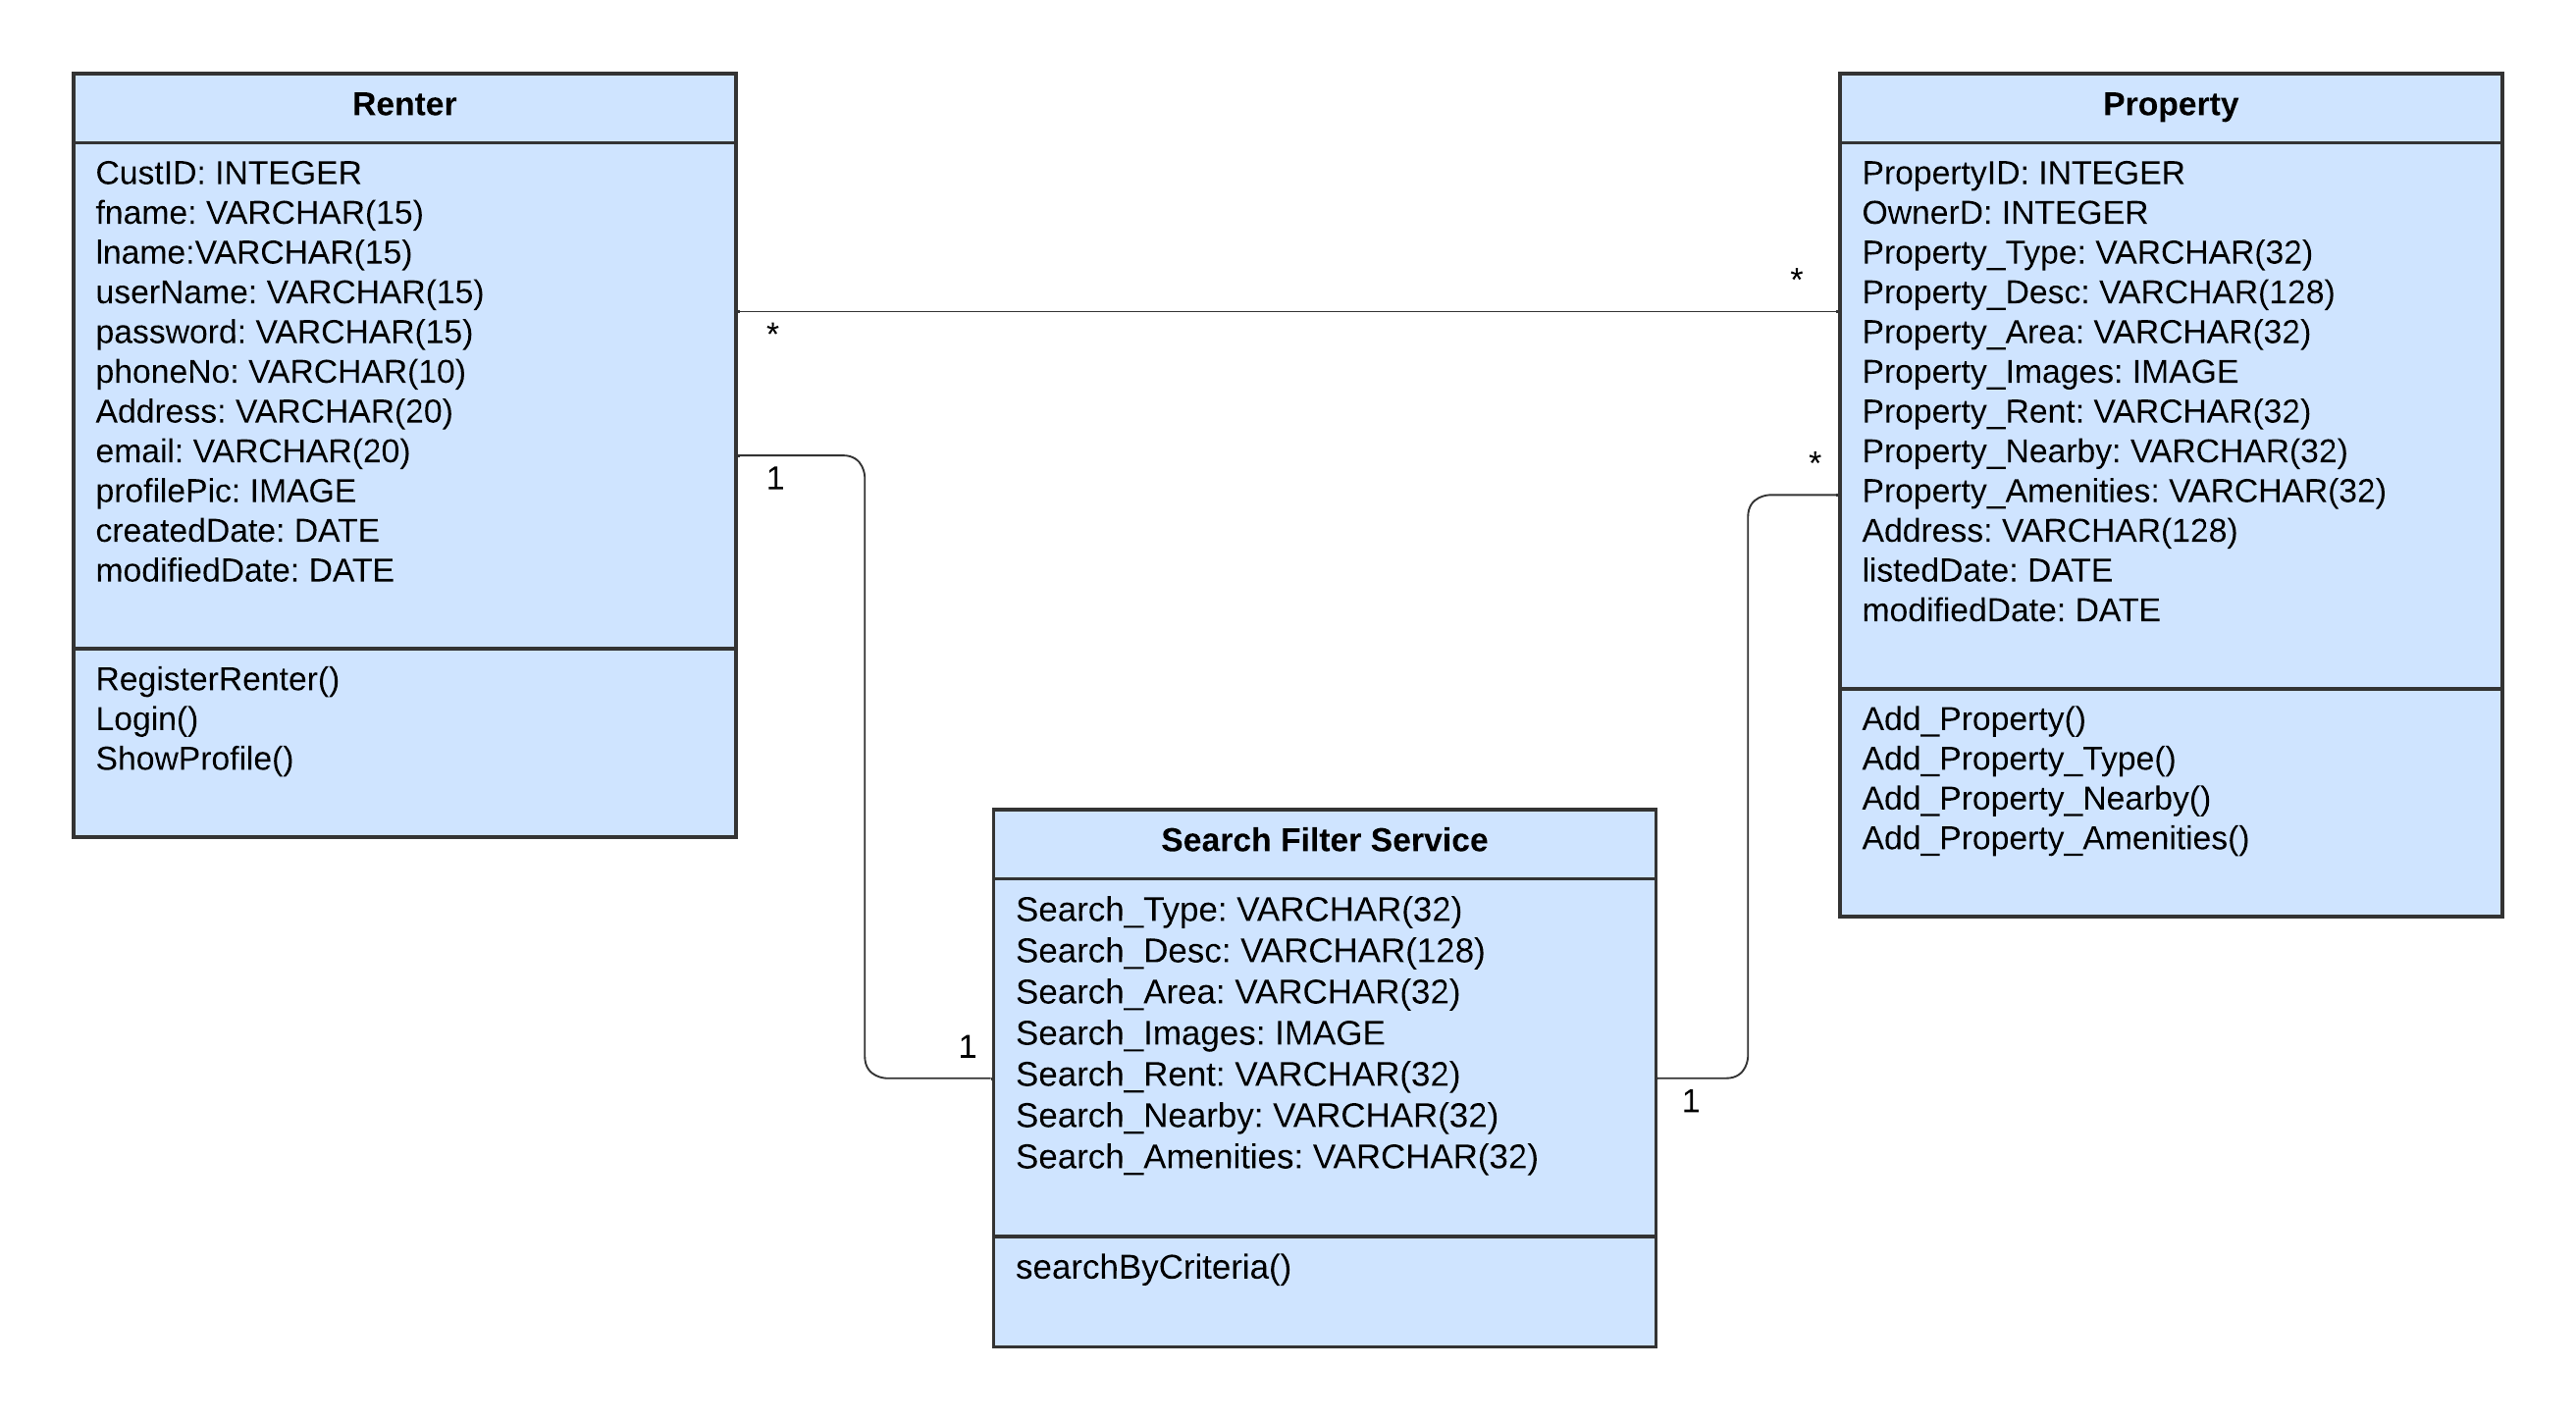 Renter
CustID: INTEGER
fname: VARCHAR(15)
lname:VARCHAR(15)
userName: VARCHAR(15)
password: VARCHAR(15)
phoneNo: VARCHAR(10)
Address: VARCHAR(20)
email: VARCHAR(20)
profilePic: IMAGE
createdDate: DATE
modifiedDate: DATE
RegisterRenter()
Login()
ShowProfile()
*
*
1
1
*
1
Property
PropertyID: INTEGER
OwnerD: INTEGER
Property_Type: VARCHAR(32)
Property_Desc: VARCHAR(128)
Property_Area: VARCHAR(32)
Property_Images: IMAGE
Property_Rent: VARCHAR(32)
Property_Nearby: VARCHAR(32)
Property_Amenities: VARCHAR(32)
Address: VARCHAR(128)
listedDate: DATE
modifiedDate: DATE
Add_Property()
Add_Property_Type()
Add_Property_Nearby()
Add_Property_Amenities()
Search Filter Service
Search_Type: VARCHAR(32)
Search_Desc: VARCHAR(128)
Search_Area: VARCHAR(32)
Search_Images: IMAGE
Search_Rent: VARCHAR(32)
Search_Nearby: VARCHAR(32)
Search_Amenities: VARCHAR(32)
searchByCriteria()